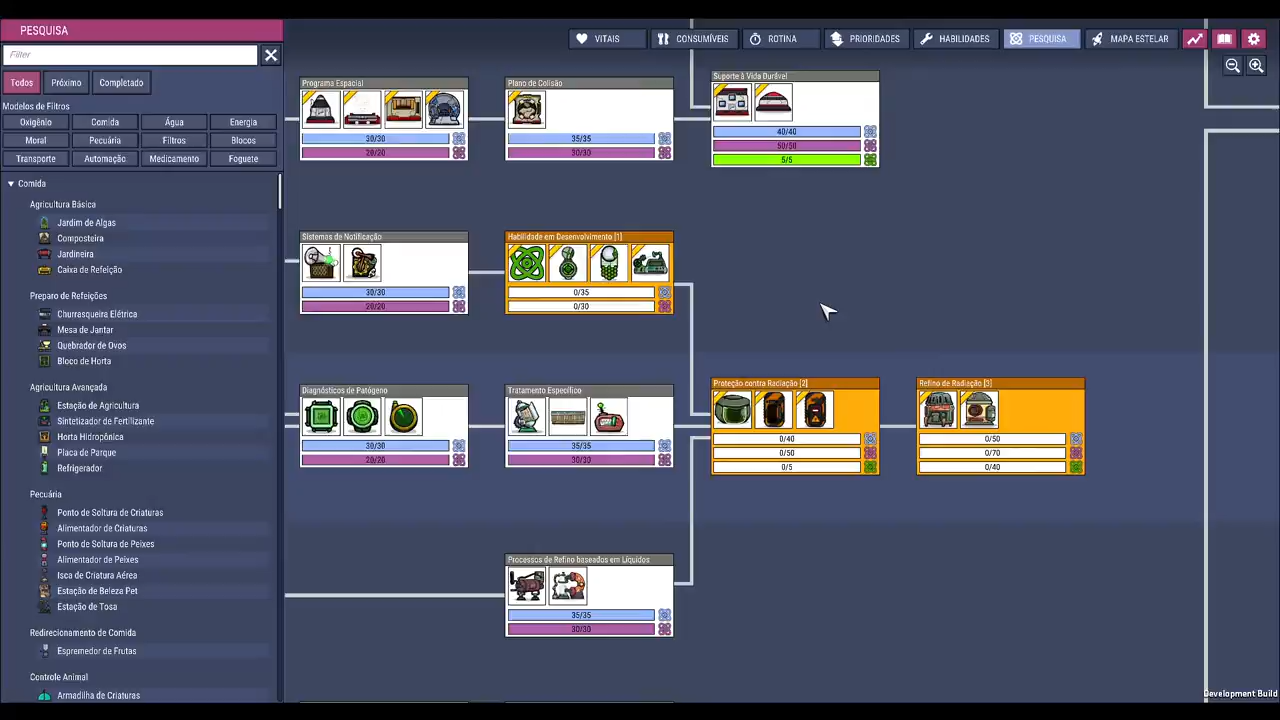 PESQUISA
VITAIS
CONSUMÍVEIS
ROTINA
PRIORIDADES
HABILIDADES
PESQUISA
MAPA ESTELAR
Filter
Todos
Próximo
Completado
Modelos de Filtros
Oxigênio
Comida
Água
Energia
Moral
Pecuária
Filtros
Blocos
Transporte
Automação
Medicamento
Foguete
Comida
Agricultura Básica
Jardim de Algas
Composteira
Jardineira
Caixa de Refeição
Preparo de Refeições
Churrasqueira Elétrica
Mesa de Jantar
Quebrador de Ovos
Bloco de Horta
Agricultura Avançada
Estação de Agricultura
Sintetizador de Fertilizante
Horta Hidropônica
Placa de Parque
Refrigerador
Pecuária
Ponto de Soltura de Criaturas
Alimentador de Criaturas
Ponto de Soltura de Peixes
Alimentador de Peixes
Isca de Criatura Aérea
Estação de Beleza Pet
Estação de Tosa
Redirecionamento de Comida
Espremedor de Frutas
Controle Animal
Armadilha de Criaturas
Programa Espacial
30/30
20/20
Plano de Colisão
35/35
30/30
Suporte à Vida Durável
40/40
50/50
5/5
Sistemas de Notificação
30/30
20/20
Habilidade em Desenvolvimento [1]
0/35
0/30
Diagnósticos de Patógeno
30/30
20/20
Tratamento Específico
35/35
30/30
Proteção contra Radiação [2]
0/40
0/50
0/5
Refino de Radiação [3]
0/50
0/70
0/40
Processos de Refino baseados em Líquidos
35/35
30/30
Development Build